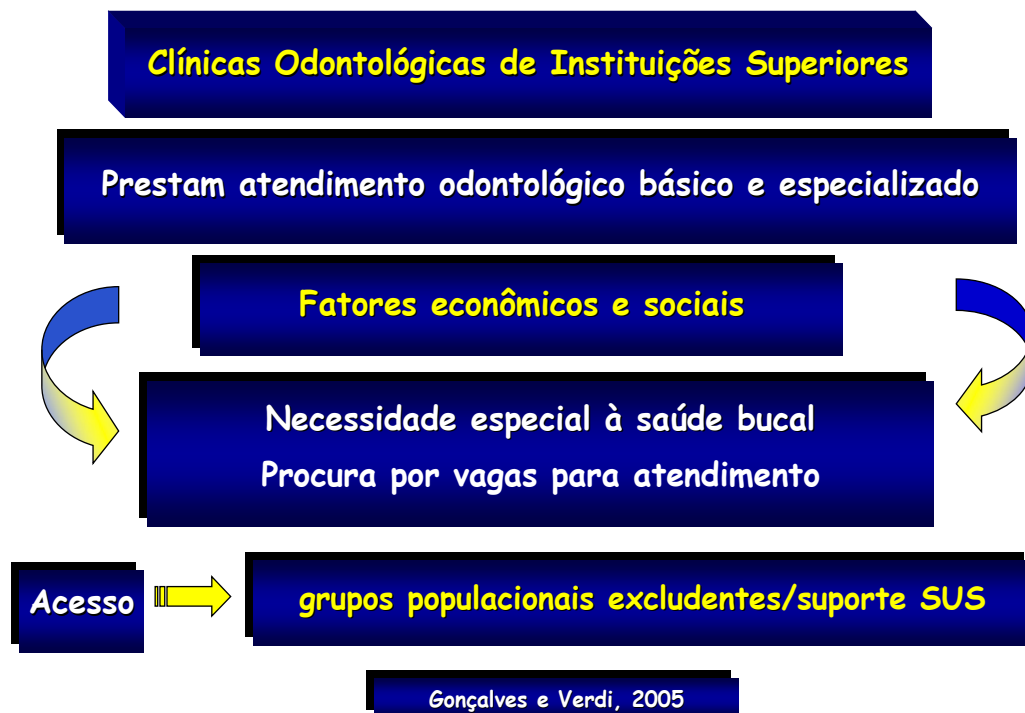 Clínicas Odontológicas de Instituições Superiores
Prestam atendimento odontológico básico e especializado
Fatores econômicos e sociais
Necessidade especial à saúde bucal
Procura por vagas para atendimento
Acesso
grupos populacionais excludentes/suporte SUS
Gonçalves e Verdi, 2005